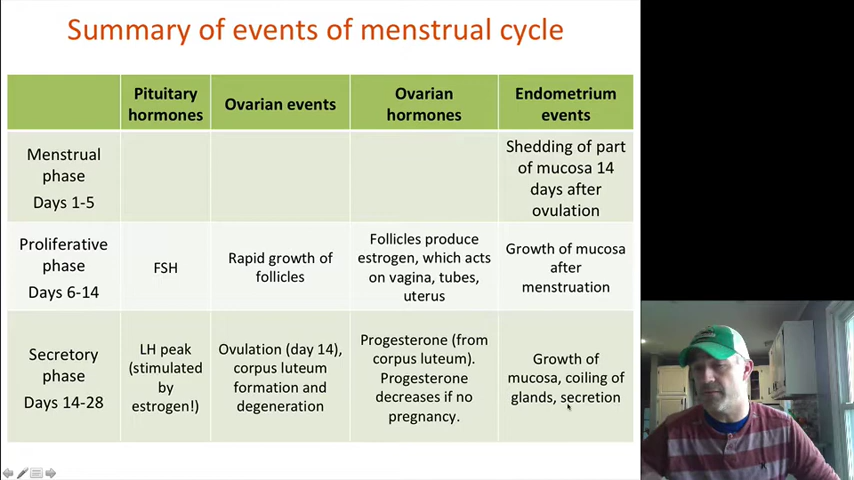 Summary of events of menstrual cycle
Pituitary
hormones
Ovarian events
Ovarian
hormones
Endometrium
events
Menstrual
phase
Days 1-5
Shedding of part
of mucosa 14
days after
ovulation
Proliferative
phase
Days 6-14
FSH
Rapid growth of
follicles
Follicles produce
estrogen, which acts
on vagina, tubes,
uterus
Growth of mucosa
after
menstruation
Secretory
phase
Days 14-28
LH peak
(stimulated
by
estrogen!)
Ovulation (day 14),
corpus luteum
formation and
degeneration
Progesterone (from
corpus luteum).
Progesterone
decreases if no
pregnancy.
Growth of
mucosa, coiling of
glands, secretion